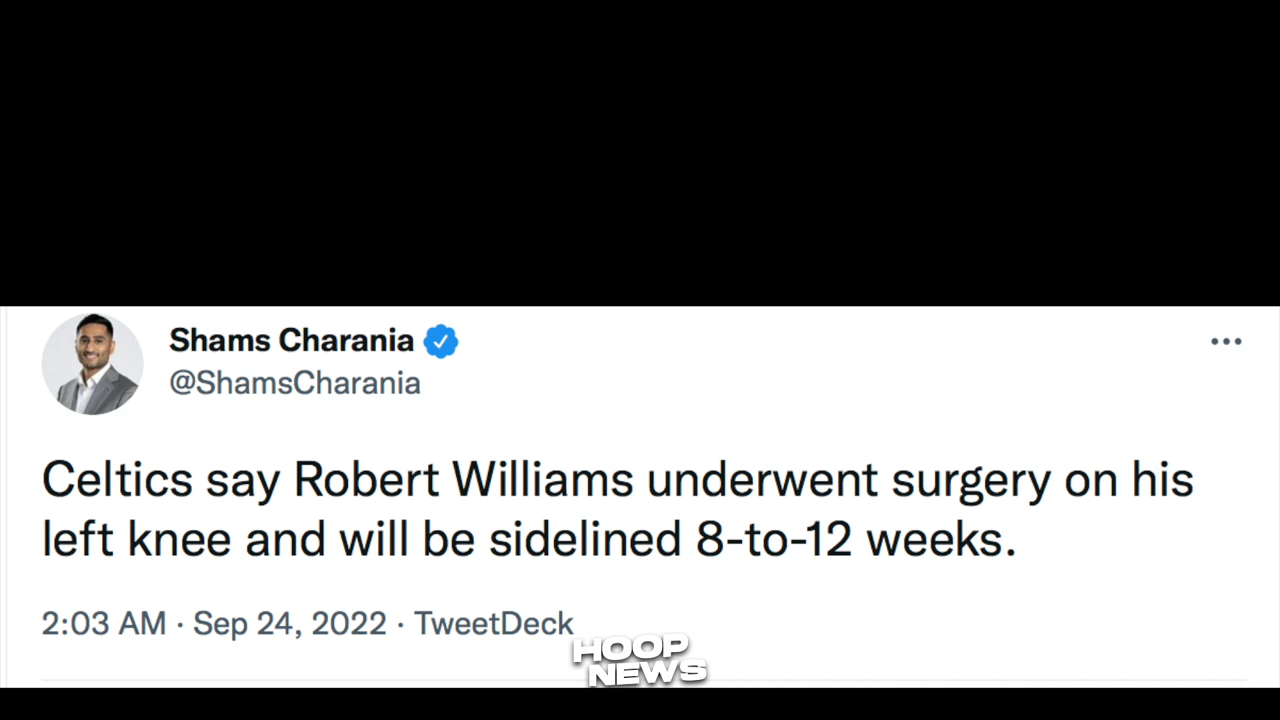 Shams Charania
@ShamsCharania
Celtics say Robert Williams underwent surgery on his
left knee and will be sidelined 8-to-12 weeks.
2:03 AM · Sep 24, 2022 · TweetDeck
HOOP
NEWS